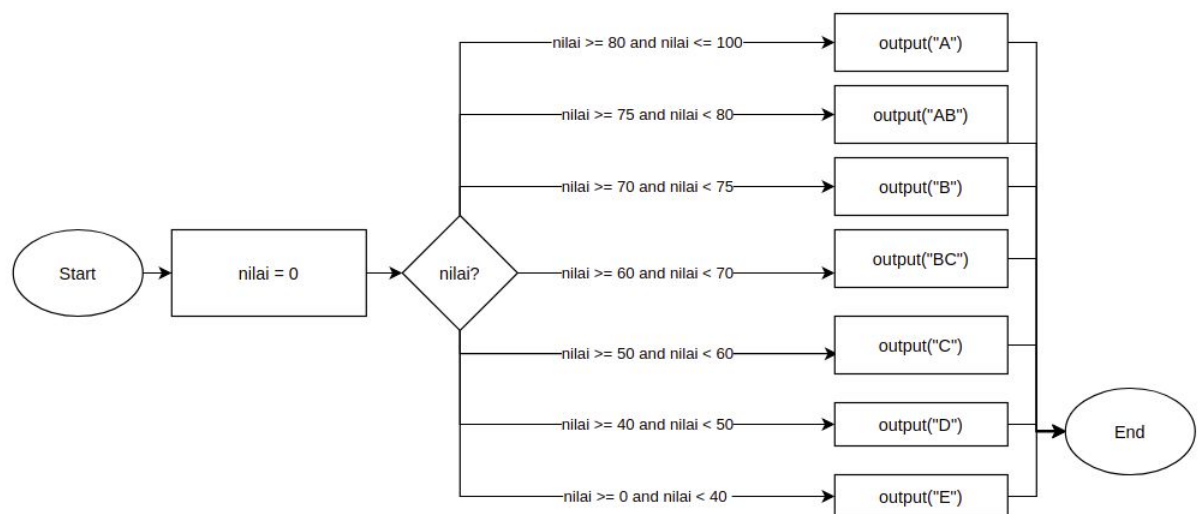 nilai >= 80 and nilai <= 100
output("A")
nilai >= 75 and nilai < 80
output("AB")
nilai >= 70 and nilai < 75
output("B")
Start
nilai = 0
nilai?
nilai >= 60 and nilai < 70
output("BC")
nilai >= 50 and nilai < 60
output("C")
nilai >= 40 and nilai < 50
output("D")
End
nilai >= 0 and nilai < 40
output("E")